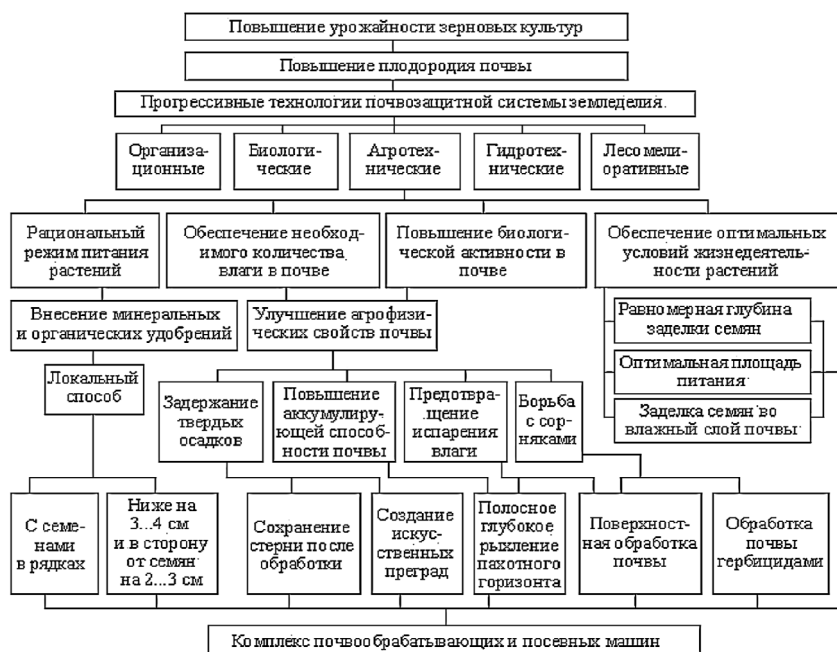 Повышение урожайности зерновых культур
Повышение плодородия почвы
Прогрессивные технологии почвозащитной системы земледелия.
Организа-
ционные
Биологи-
ческие
Агротех-
нические
Гидротех-
нические
Лесомели-
оративные
Рациональный
режим питания
растений
Обеспечение необход-
имого количества
влаги в почве
Повышение биологи-
ческой активности в
почве
Обеспечение оптимальных
условий жизнедеятель-
ности растений
Внесение минеральных
и органических удобрений
Улучшение агрофизи-
ческих свойств почвы
Равномерная глубина
заделки семян
Оптимальная площадь
питания
Заделка семян во
влажный слой почвы
Локальный
способ
Задержание
твердых
осадков
Повышение
аккумулирую-
щей способ-
ности почвы
Предотвра-
щение
испарения
влаги
Борьба
с сор-
няками
С семе-
нами
в рядках
Ниже на
3...4 см
и в сторону
от семян
на 2...3 см
Сохранение
стерни после
обработки
Создание
искус-
ственных
преград
Полосное
глубокое
рыхление
пахотного
горизонта
Поверхност-
ная обработка
почвы
Обработка
почвы
гербицидами
Комплекс почвообрабатывающих и посевных машин